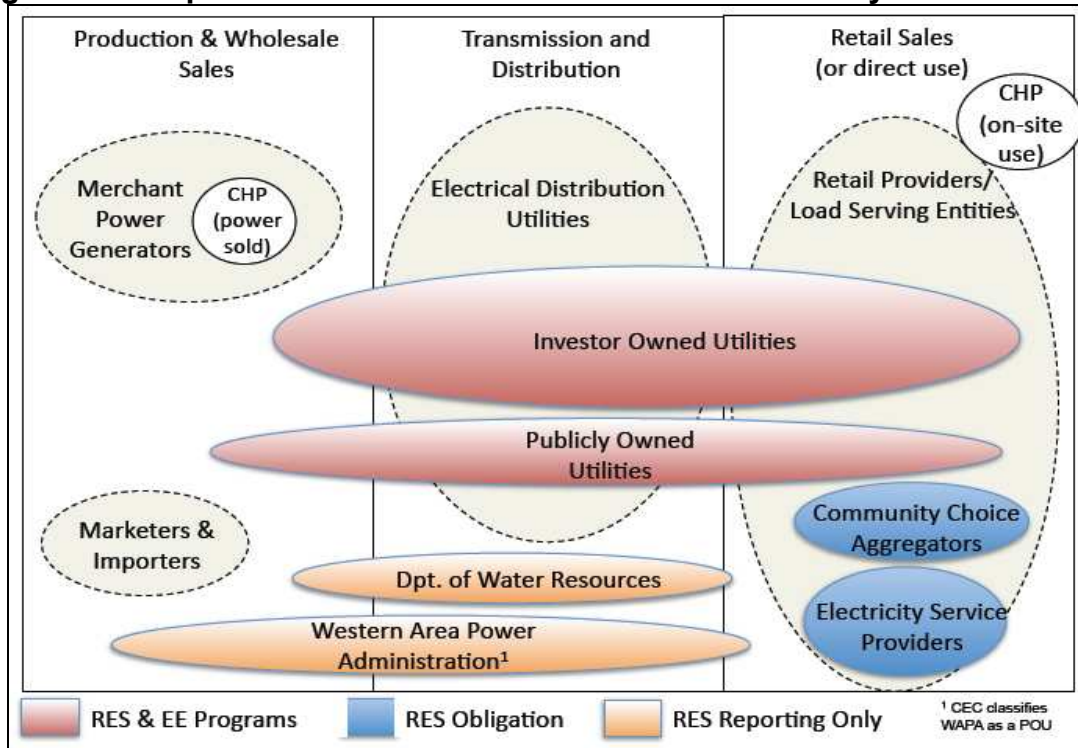 Production & Wholesale
Sales
Transmission and
Distribution
Retail Sales
(or direct use)
CHP
(on-site
use)
Merchant
Power
Generators
CHP
(power
sold)
Electrical Distribution
Utilities
Retail Providers/
Load Serving Entities
Investor Owned Utilities
Publicly Owned
Utilities
Marketers &
Importers
Community Choice
Aggregators
Dpt. of Water Resources
Electricity Service
Providers
Western Area Power
Administration¹
RES & EE Programs
RES Obligation
RES Reporting Only
¹ CEC classifies
WAPA as a POU